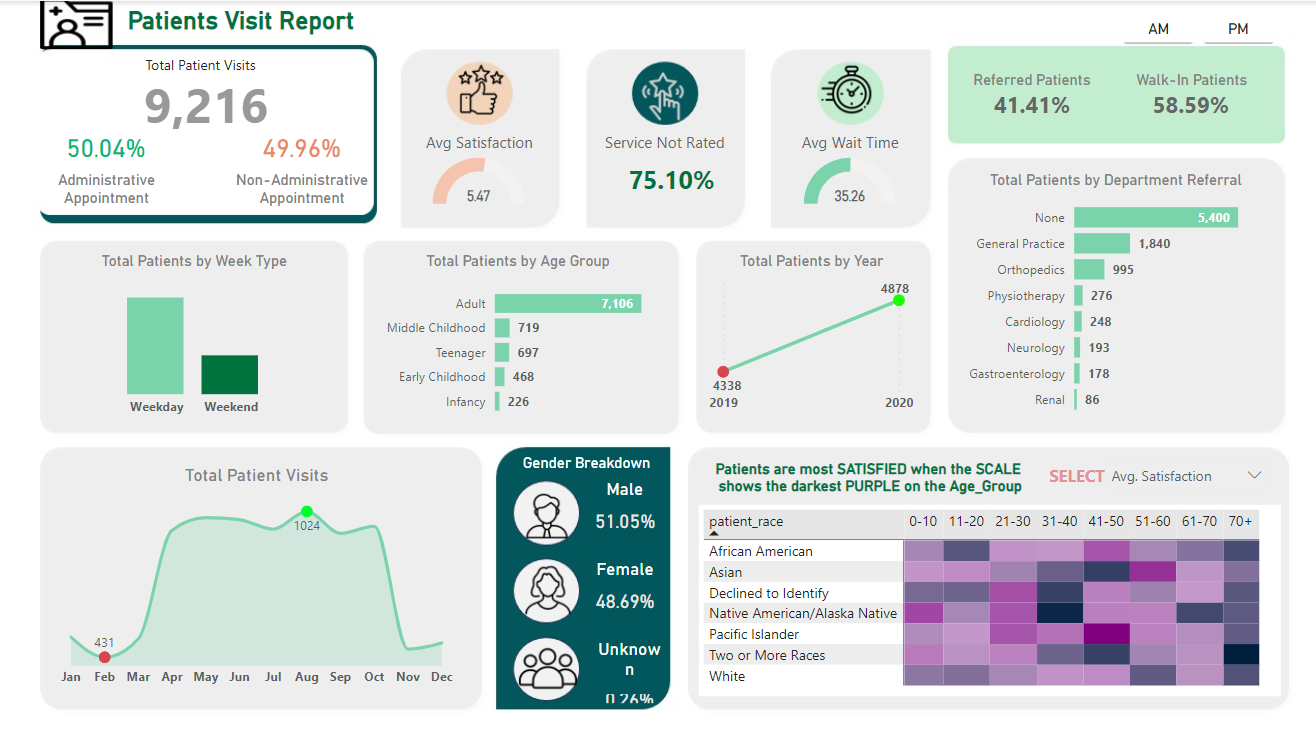 Patients Visit Report
AM PM
Total Patient Visits
9,216
50.04% 49.96%
Administrative Non-Administrative
Appointment Appointment
Avg Satisfaction
5.47
Service Not Rated
75.10%
Avg Wait Time
35.26
Referred Patients Walk-In Patients
41.41% 58.59%
Total Patients by Week Type
Weekday Weekend
Total Patients by Age Group
Adult 7,106
Middle Childhood 719
Teenager 697
Early Childhood 468
Infancy 226
Total Patients by Year
4878
4338
2019 2020
Total Patients by Department Referral
None 5,400
General Practice 1,840
Orthopedics 995
Physiotherapy 276
Cardiology 248
Neurology 193
Gastroenterology 178
Renal 86
Total Patient Visits
1024
431
Jan Feb Mar Apr May Jun Jul Aug Sep Oct Nov Dec
Gender Breakdown
Male
51.05%
Female
48.69%
Unknow
n
0.26%
Patients are most SATISFIED when the SCALE
shows the darkest PURPLE on the Age_Group
SELECT Avg. Satisfaction
patient_race 0-10 11-20 21-30 31-40 41-50 51-60 61-70 70+
African American
Asian
Declined to Identify
Native American/Alaska Native
Pacific Islander
Two or More Races
White